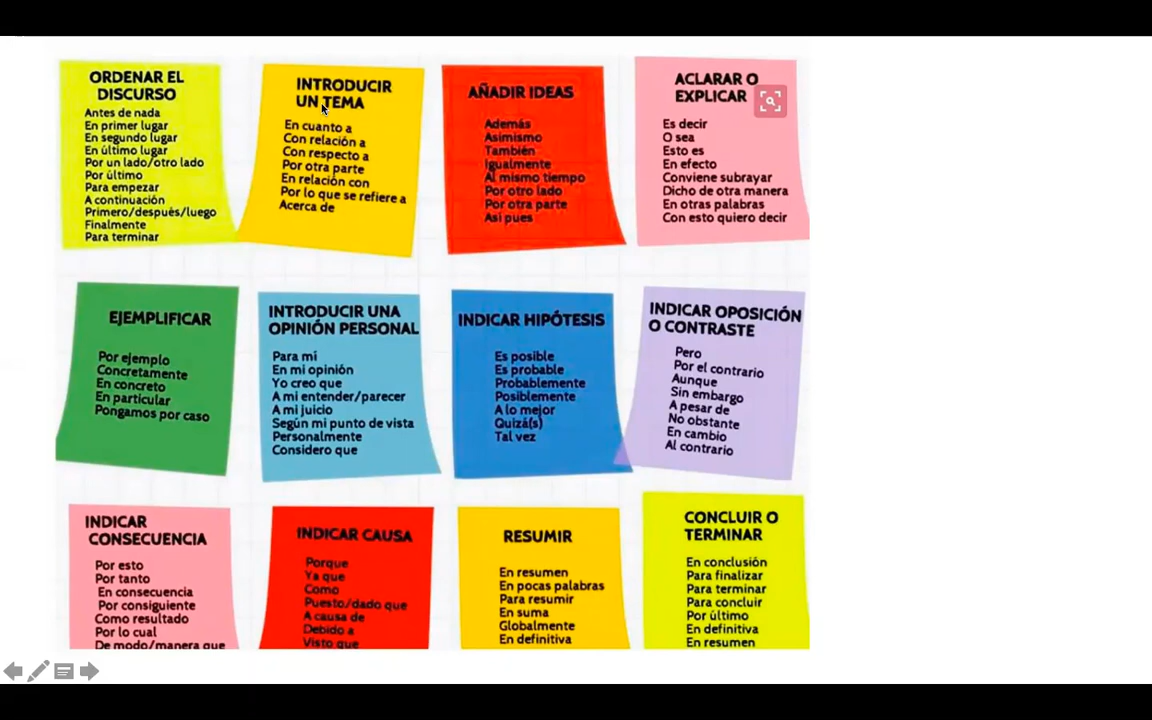 ORDENAR EL
DISCURSO
Antes de nada
En primer lugar
En segundo lugar
En último lugar
Por un lado/otro lado
Por último
Para empezar
A continuación
Primero/después/luego
Finalmente
Para terminar
INTRODUCIR
UN TEMA
En cuanto a
Con relación a
Con respecto a
Por otra parte
En relación con
Por lo que se refiere a
Acerca de
AÑADIR IDEAS
Además
Asimismo
También
Igualmente
Al mismo tiempo
Por otro lado
Por otra parte
Así pues
ACLARAR O
EXPLICAR
Es decir
O sea
Esto es
En efecto
Conviene subrayar
Dicho de otra manera
En otras palabras
Con esto quiero decir
EJEMPLIFICAR
Por ejemplo
Concretamente
En concreto
En particular
Pongamos por caso
INTRODUCIR UNA
OPINIÓN PERSONAL
Para mí
En mi opinión
Yo creo que
A mi entender/parecer
A mi juicio
Según mi punto de vista
Personalmente
Considero que
INDICAR HIPÓTESIS
Es posible
Es probable
Probablemente
Posiblemente
A lo mejor
Quizá(s)
Tal vez
INDICAR OPOSICIÓN
O CONTRASTE
Pero
Por el contrario
Aunque
Sin embargo
A pesar de
No obstante
En cambio
Al contrario
INDICAR
CONSECUENCIA
Por esto
Por tanto
En consecuencia
Por consiguiente
Como resultado
Por lo cual
De modo/manera que
INDICAR CAUSA
Porque
Ya que
Como
Puesto/dado que
A causa de
Debido a
Visto que
RESUMIR
En resumen
En pocas palabras
Para resumir
En suma
Globalmente
En definitiva
CONCLUIR O
TERMINAR
En conclusión
Para finalizar
Para terminar
Para concluir
Por último
En definitiva
En resumen